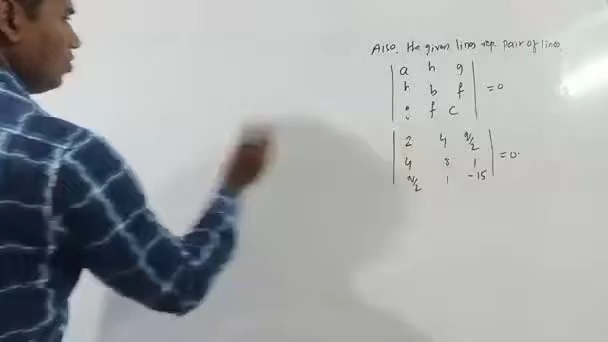 Also, the given lines rep. pair of lines.
| a h g |
| h b f | = 0
| g f c |
| 2 4 9/2 |
| 4 8 1 | = 0.
| 9/2 1 -15 |